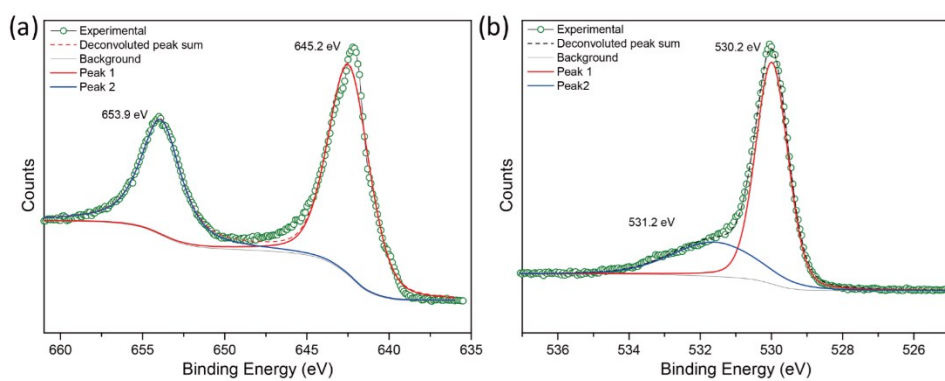 (a)
Experimental
Deconvoluted peak sum
Background
Peak 1
Peak 2
645.2 eV
653.9 eV
Counts
660 655 650 645 640 635
Binding Energy (eV)
(b)
Experimental
Deconvoluted peak sum
Background
Peak 1
Peak2
530.2 eV
531.2 eV
Counts
536 534 532 530 528 526
Binding Energy (eV)